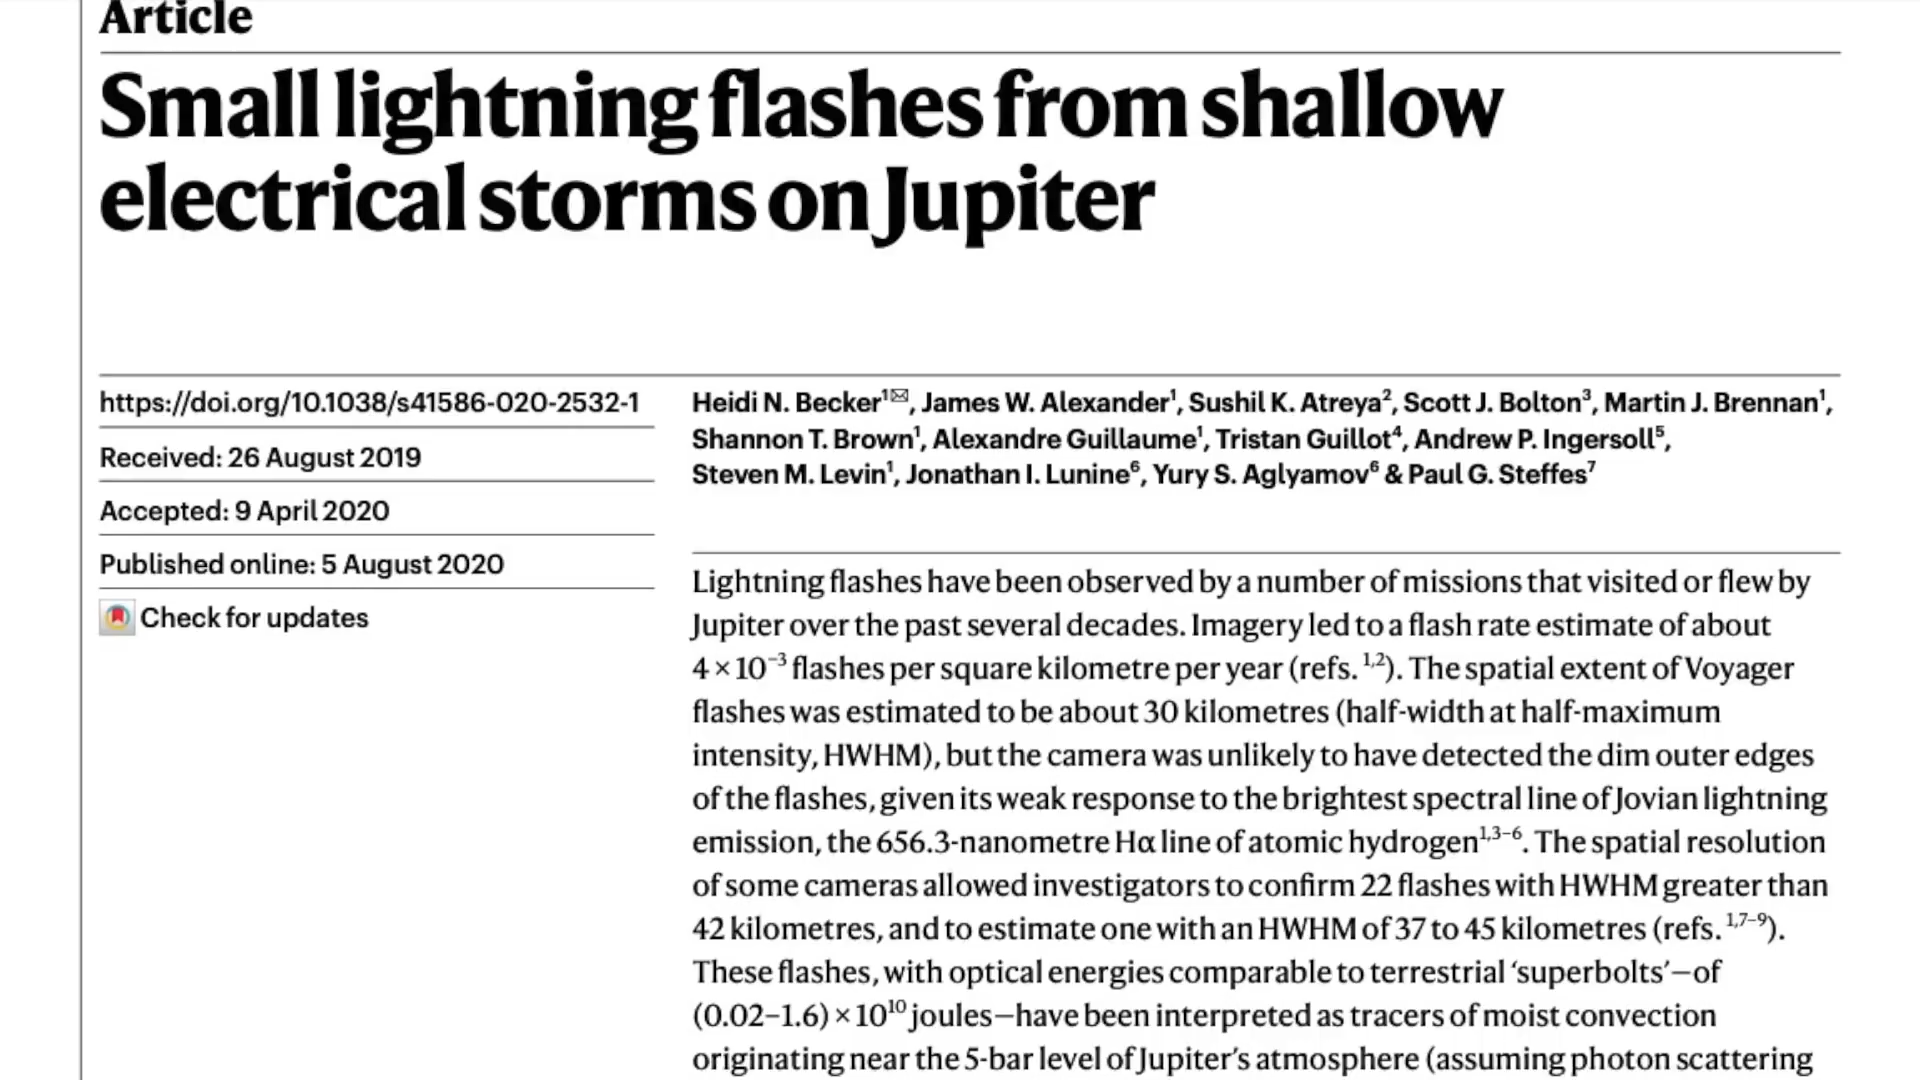 Article
Small lightning flashes from shallow
electrical storms on Jupiter
https://doi.org/10.1038/s41586-020-2532-1
Received: 26 August 2019
Accepted: 9 April 2020
Published online: 5 August 2020
Check for updates
Heidi N. Becker¹✉, James W. Alexander¹, Sushil K. Atreya², Scott J. Bolton³, Martin J. Brennan¹,
Shannon T. Brown¹, Alexandre Guillaume¹, Tristan Guillot⁴, Andrew P. Ingersoll⁵,
Steven M. Levin¹, Jonathan I. Lunine⁶, Yury S. Aglyamov⁶ & Paul G. Steffes⁷
Lightning flashes have been observed by a number of missions that visited or flew by
Jupiter over the past several decades. Imagery led to a flash rate estimate of about
4 × 10⁻³ flashes per square kilometre per year (refs. ¹,²). The spatial extent of Voyager
flashes was estimated to be about 30 kilometres (half-width at half-maximum
intensity, HWHM), but the camera was unlikely to have detected the dim outer edges
of the flashes, given its weak response to the brightest spectral line of Jovian lightning
emission, the 656.3-nanometre Hα line of atomic hydrogen¹,³⁻⁶. The spatial resolution
of some cameras allowed investigators to confirm 22 flashes with HWHM greater than
42 kilometres, and to estimate one with an HWHM of 37 to 45 kilometres (refs. ¹,⁷⁻⁹).
These flashes, with optical energies comparable to terrestrial ‘superbolts’—of
(0.02–1.6) × 10¹⁰ joules—have been interpreted as tracers of moist convection
originating near the 5-bar level of Jupiter’s atmosphere (assuming photon scattering